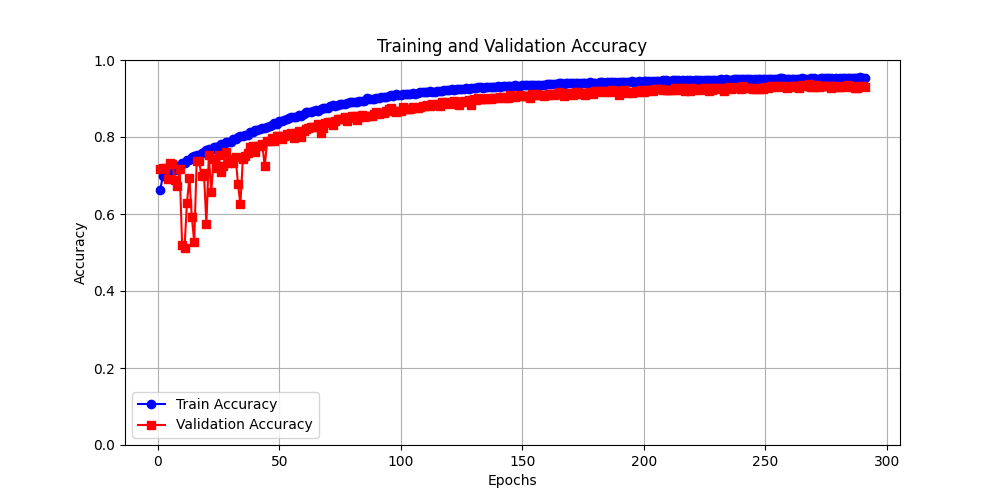 Training and Validation Accuracy
1.0
0.8
0.6
0.4
0.2
0.0
Accuracy
Train Accuracy
Validation Accuracy
0 50 100 150 200 250 300
Epochs